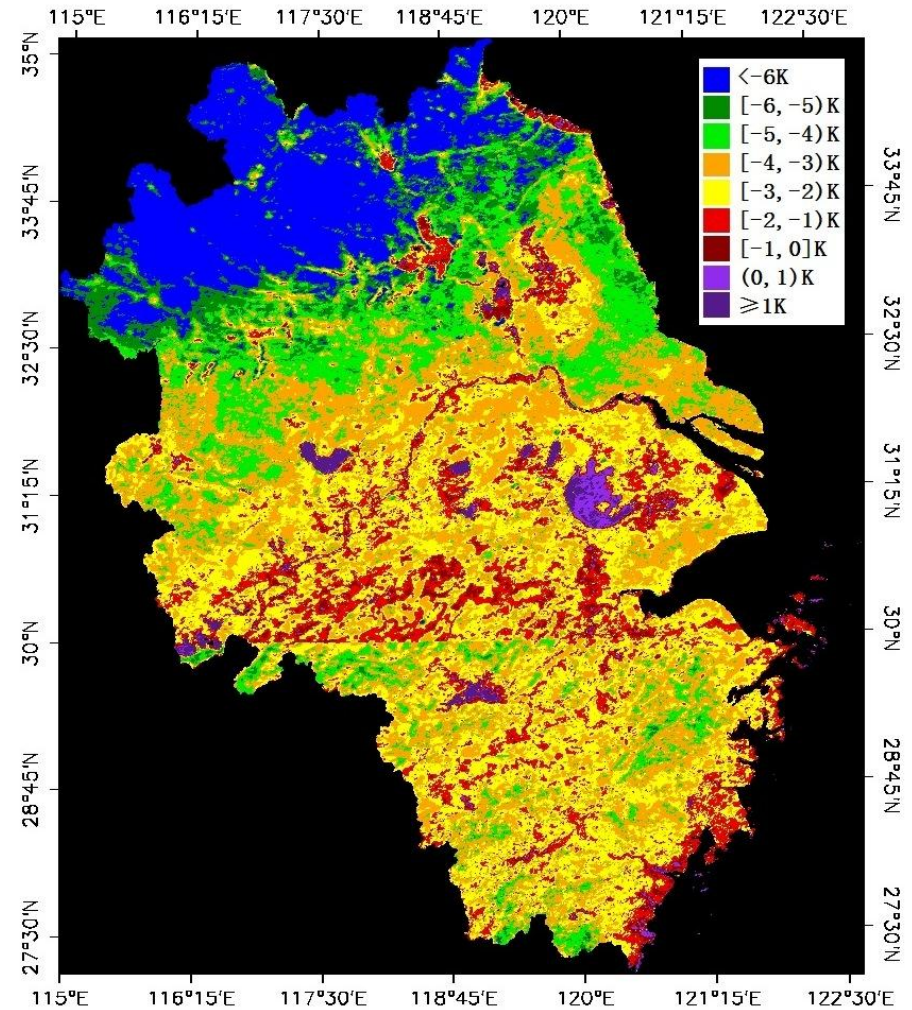 115°E 116°15'E 117°30'E 118°45'E 120°E 121°15'E 122°30'E
35°N
33°45'N
32°30'N
31°15'N
30°N
28°45'N
27°30'N
<-6K
[-6,-5)K
[-5,-4)K
[-4,-3)K
[-3,-2)K
[-2,-1)K
[-1,0]K
(0,1)K
≥1K
33°45'N
32°30'N
31°15'N
30°N
28°45'N
27°30'N
115°E 116°15'E 117°30'E 118°45'E 120°E 121°15'E 122°30'E